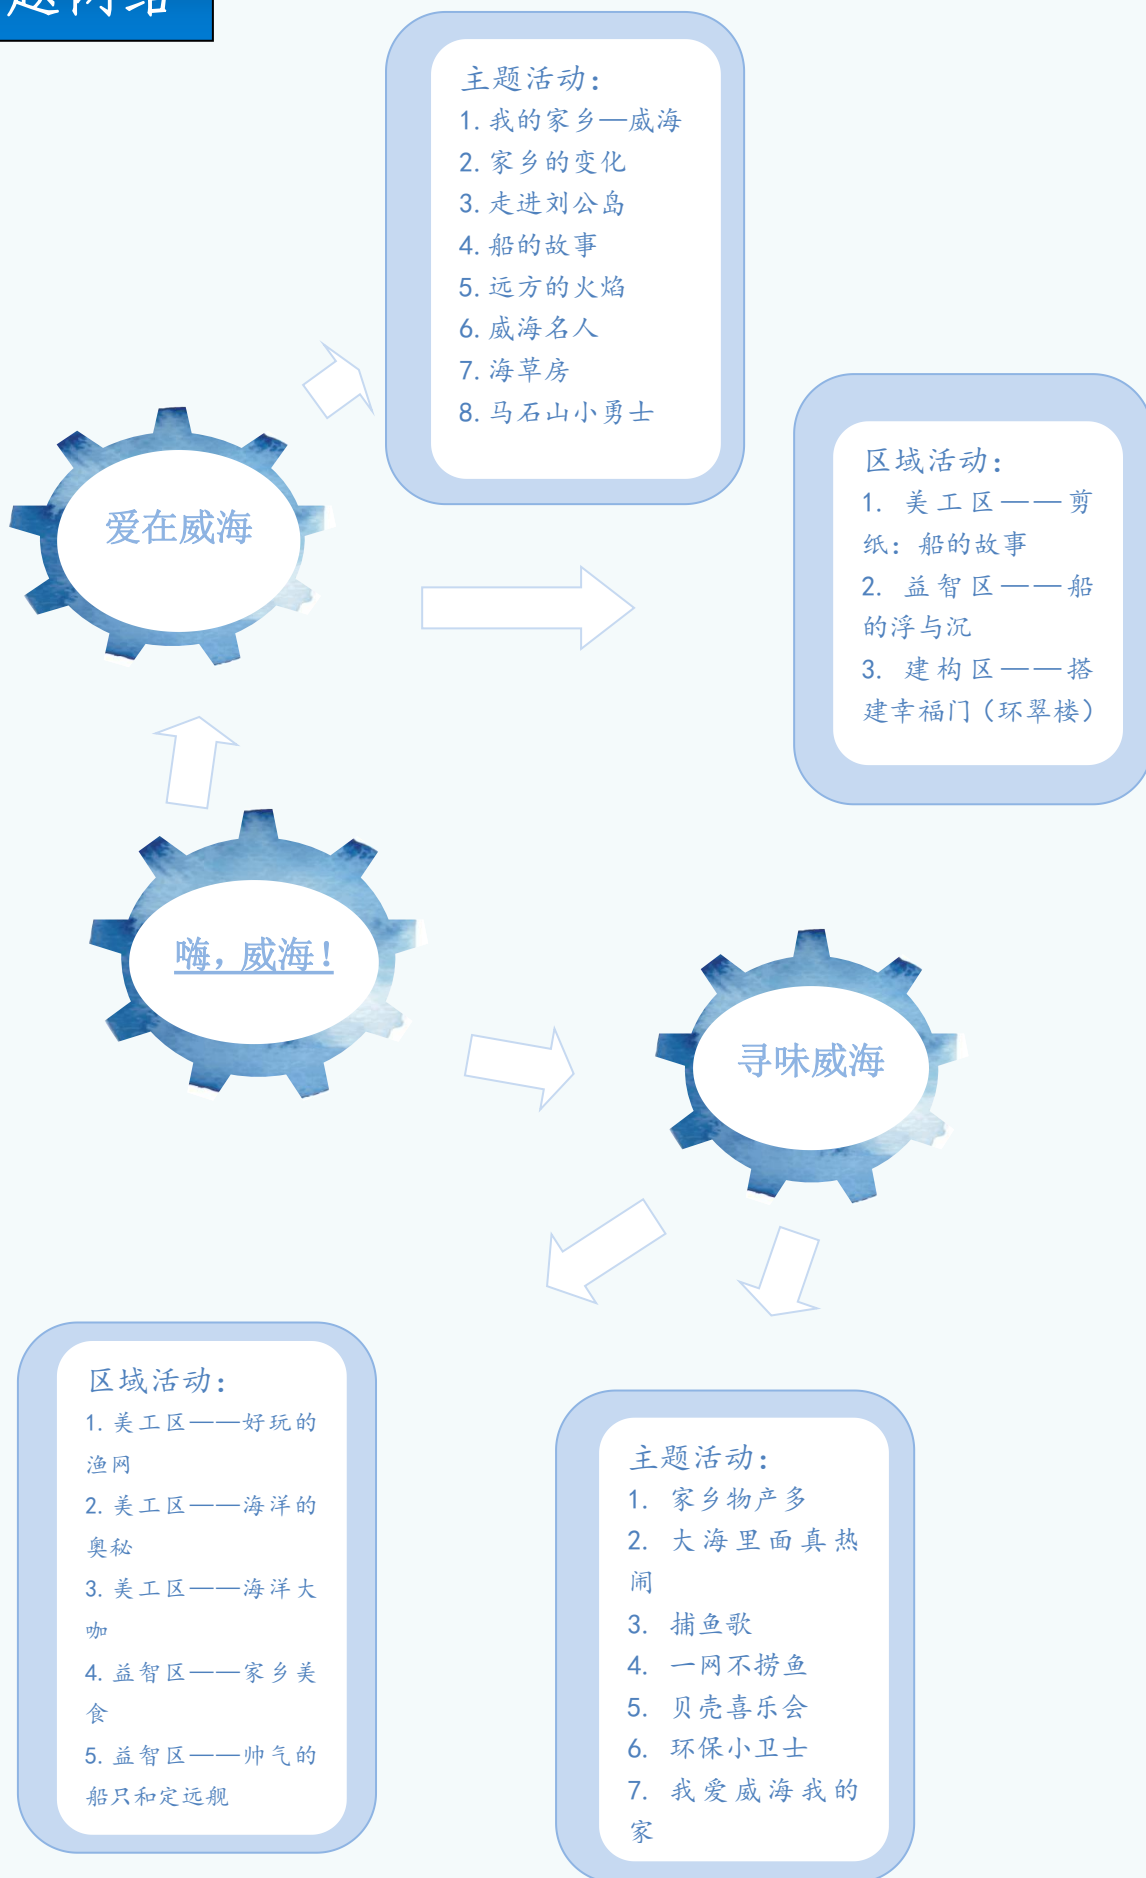 题网络
主题活动：
1.我的家乡—威海
2.家乡的变化
3.走进刘公岛
4.船的故事
5.远方的火焰
6.威海名人
7.海草房
8.马石山小勇士
爱在威海
区域活动：
1. 美工区——剪
纸：船的故事
2. 益智区——船
的浮与沉
3. 建构区——搭
建幸福门（环翠楼）
嗨，威海！
寻味威海
区域活动：
1.美工区——好玩的
渔网
2.美工区——海洋的
奥秘
3.美工区——海洋大
咖
4.益智区——家乡美
食
5.益智区——帅气的
船只和定远舰
主题活动：
1. 家乡物产多
2. 大海里面真热
闹
3. 捕鱼歌
4. 一网不捞鱼
5. 贝壳喜乐会
6. 环保小卫士
7. 我爱威海我的
家